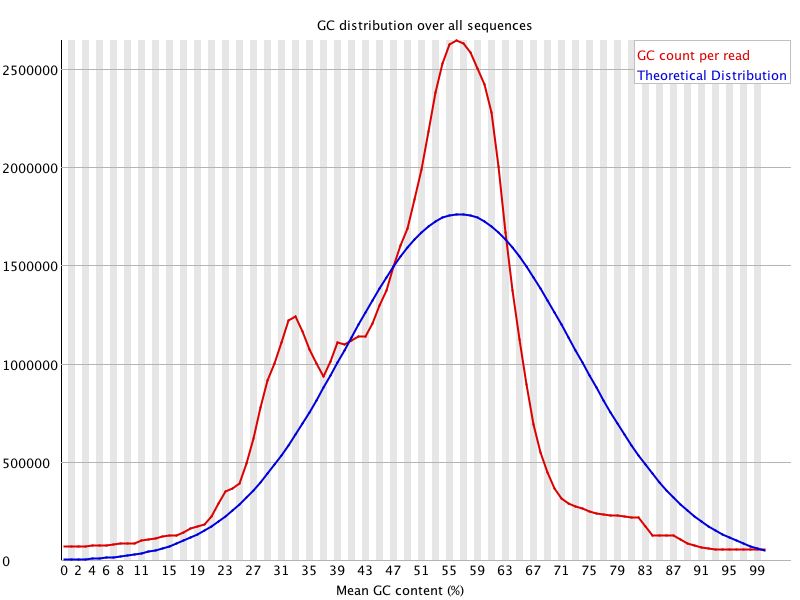 GC distribution over all sequences
GC count per read
Theoretical Distribution
2500000
2000000
1500000
1000000
500000
0
0 2 4 6 8 11 15 19 23 27 31 35 39 43 47 51 55 59 63 67 71 75 79 83 87 91 95 99
Mean GC content (%)